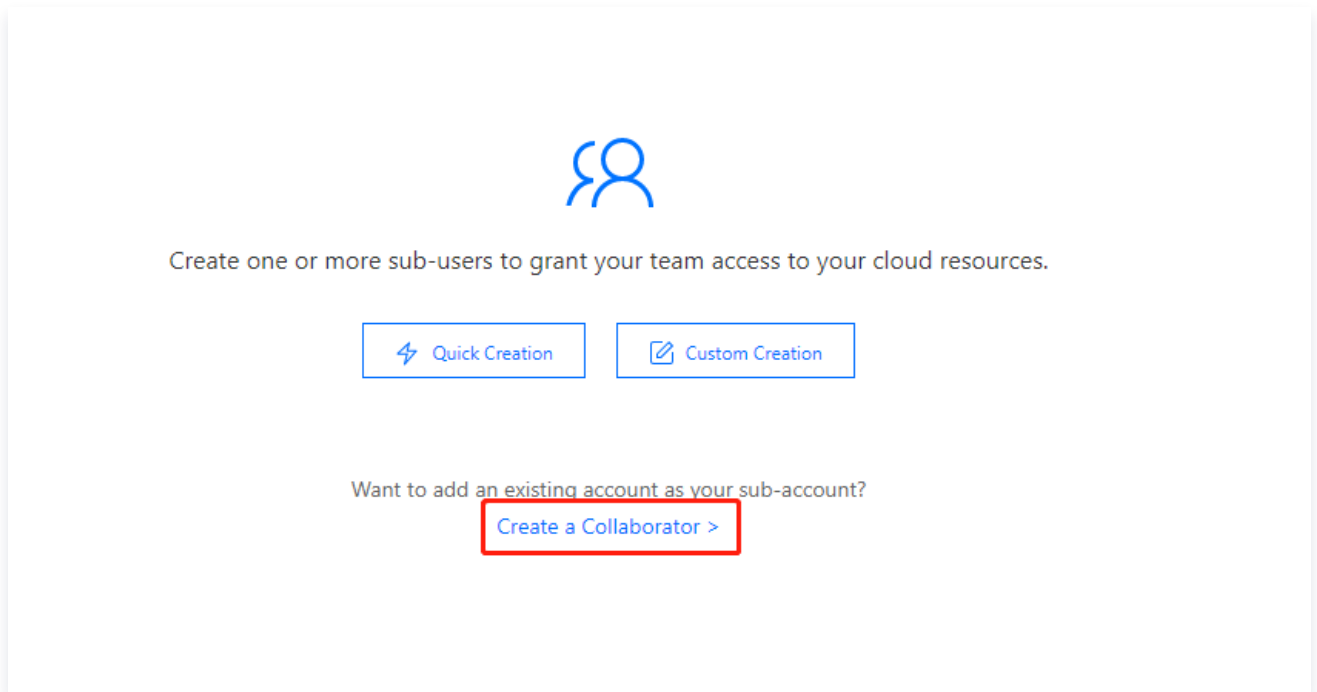 Create one or more sub-users to grant your team access to your cloud resources.
Quick Creation
Custom Creation
Want to add an existing account as your sub-account?
Create a Collaborator >